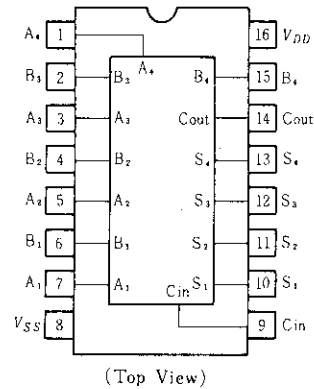 A₄ 1 16 V_DD
A₄
B₃ 2 B₃ B₄ 15 B₄
A₃ 3 A₃ Cout 14 Cout
B₂ 4 B₂ S₄ 13 S₄
A₂ 5 A₂ S₃ 12 S₃
B₁ 6 B₁ S₂ 11 S₂
A₁ 7 A₁ S₁ 10 S₁
Cin
V_SS 8 9 Cin
(Top View)